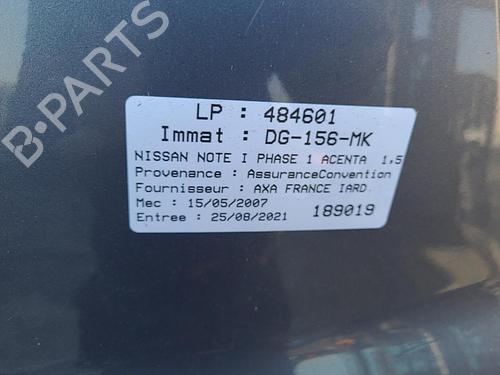 B-PARTS
LP : 484601
Immat : DG-156-MK
NISSAN NOTE I PHASE 1 ACENTA 1,5
Provenance : AssuranceConvention
Fournisseur : AXA FRANCE IARD
Mec : 15/05/2007
Entree : 25/08/2021 189019